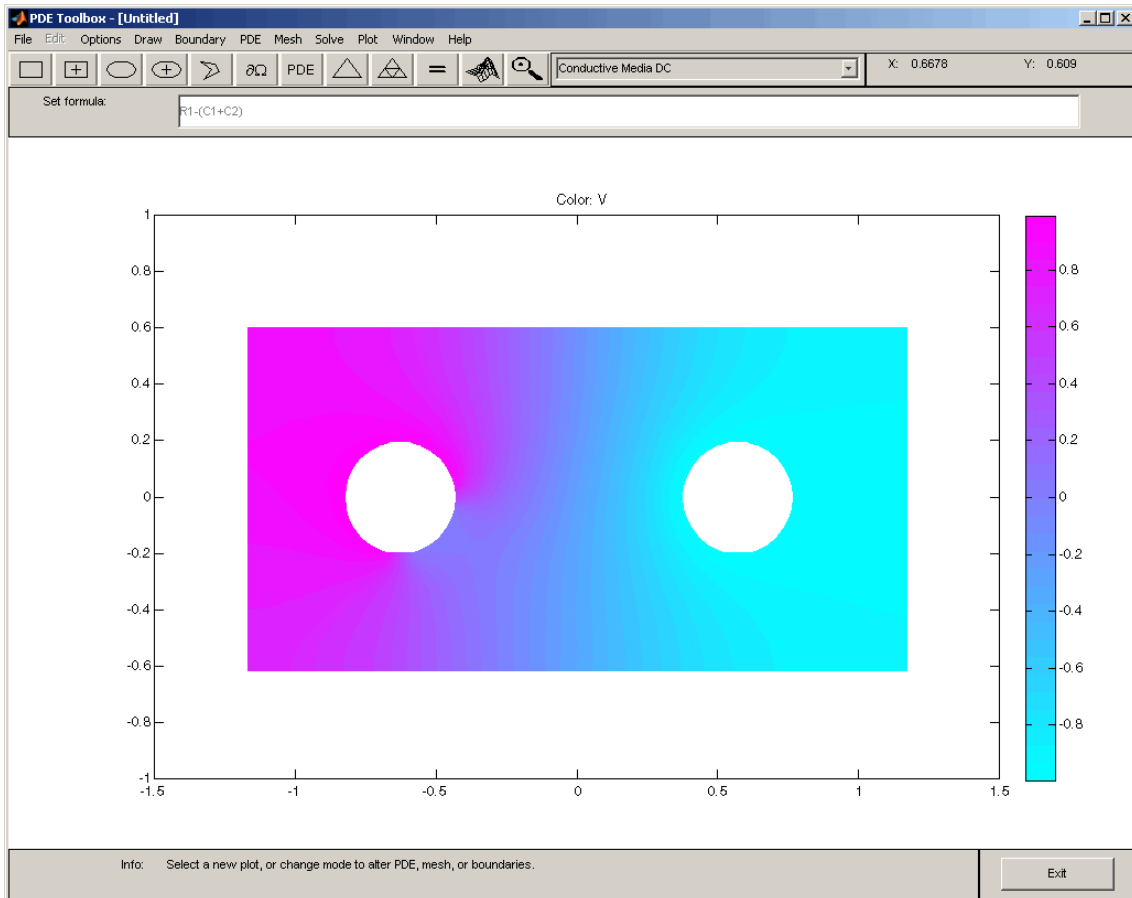 PDE Toolbox - [Untitled]
File Edit Options Draw Boundary PDE Mesh Solve Plot Window Help
∂Ω PDE = Conductive Media DC X: 0.6678 Y: 0.609
Set formula: R1-(C1+C2)
Color: V
1
0.8
0.6
0.4
0.2
0
-0.2
-0.4
-0.6
-0.8
-1
-1.5 -1 -0.5 0 0.5 1 1.5
0.8
0.6
0.4
0.2
0
-0.2
-0.4
-0.6
-0.8
Info: Select a new plot, or change mode to alter PDE, mesh, or boundaries.
Exit